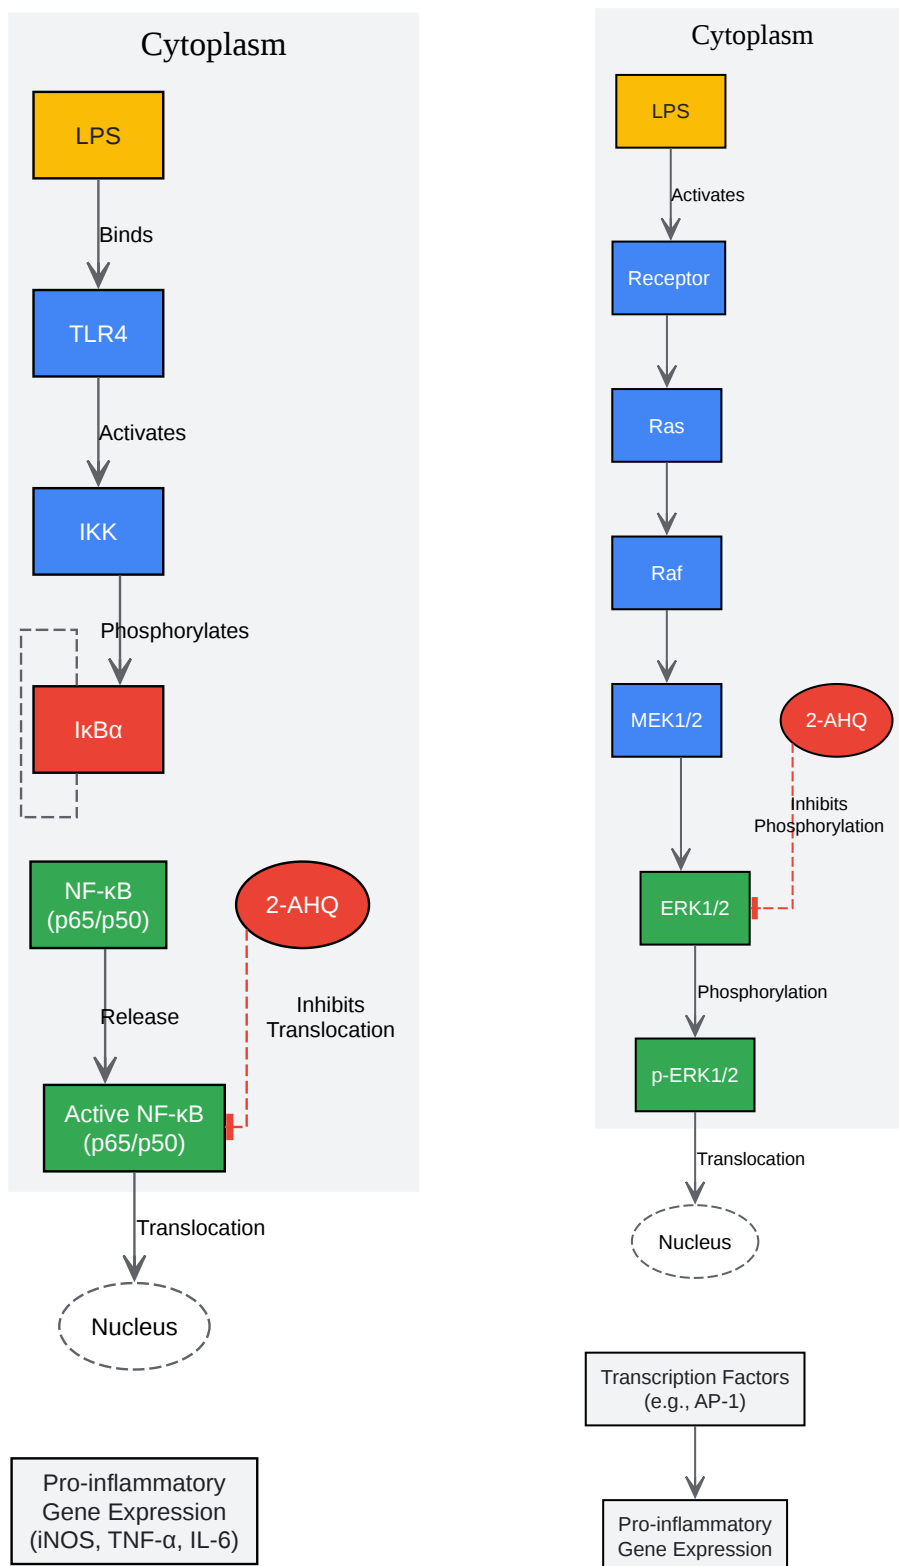 Cytoplasm
LPS
Binds
TLR4
Activates
IKK
Phosphorylates
IκBα
NF-κB
(p65/p50)
2-AHQ
Release
Inhibits
Translocation
Active NF-κB
(p65/p50)
Translocation
Nucleus
Pro-inflammatory
Gene Expression
(iNOS, TNF-α, IL-6)
Cytoplasm
LPS
Activates
Receptor
Ras
Raf
MEK1/2
2-AHQ
Inhibits
Phosphorylation
ERK1/2
Phosphorylation
p-ERK1/2
Translocation
Nucleus
Transcription Factors
(e.g., AP-1)
Pro-inflammatory
Gene Expression